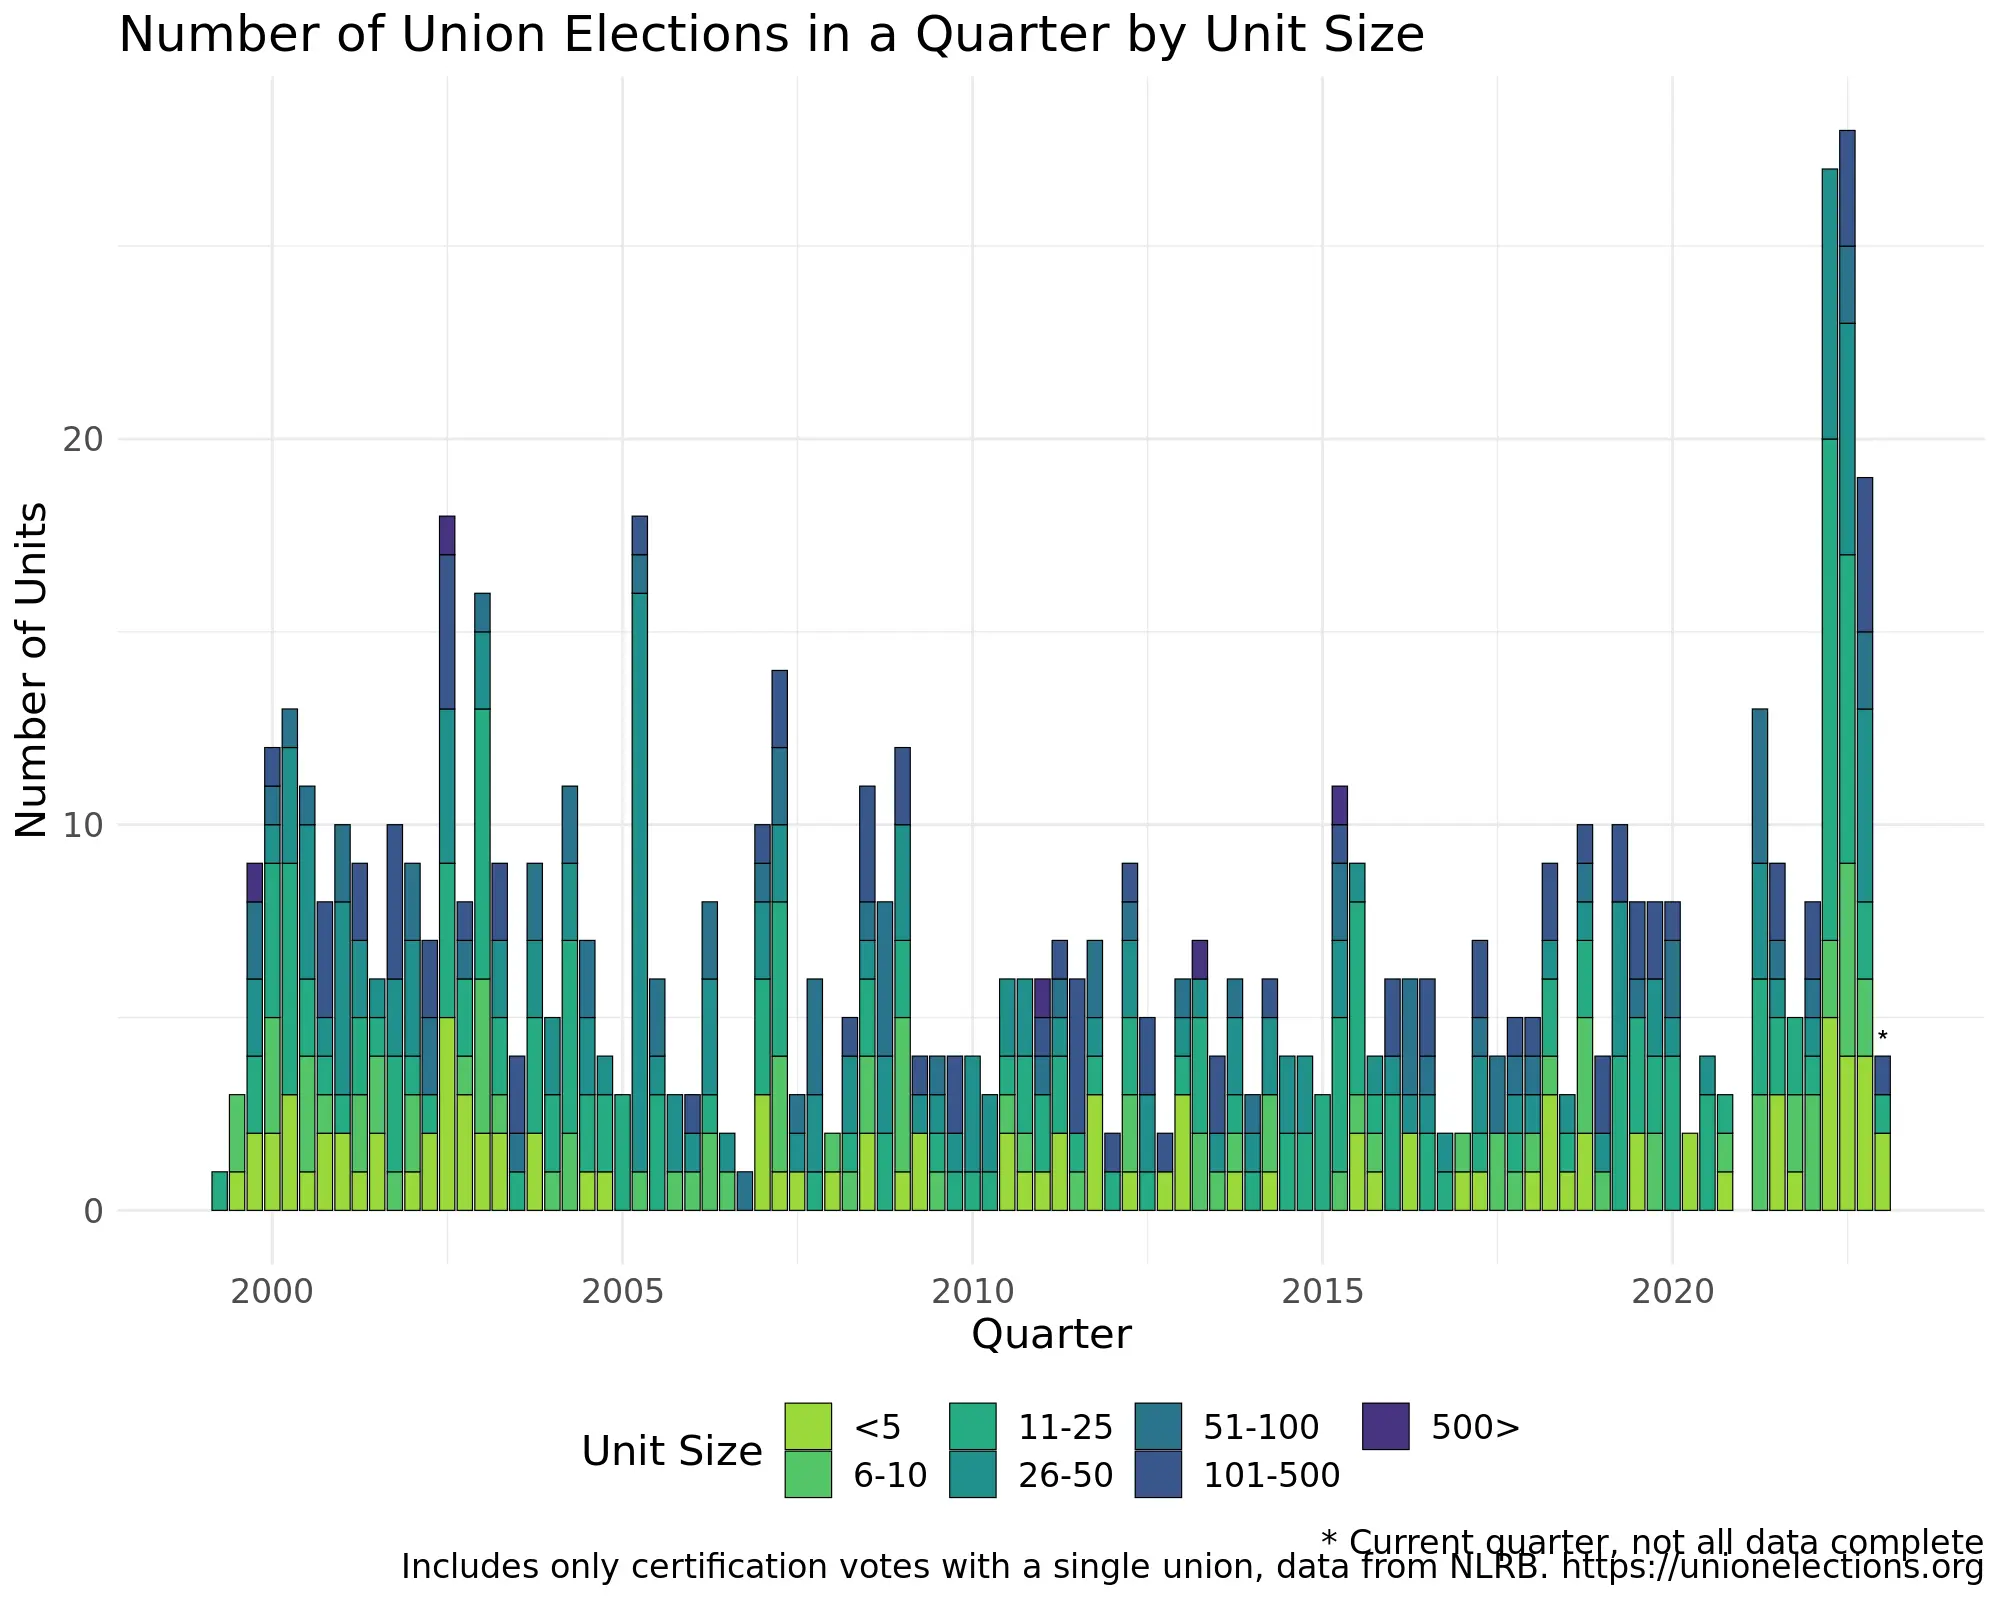 Number of Union Elections in a Quarter by Unit Size
Number of Units
20
10
0
*
2000 2005 2010 2015 2020
Quarter
Unit Size
<5 11-25 51-100 500>
6-10 26-50 101-500
* Current quarter, not all data complete
Includes only certification votes with a single union, data from NLRB. https://unionelections.org